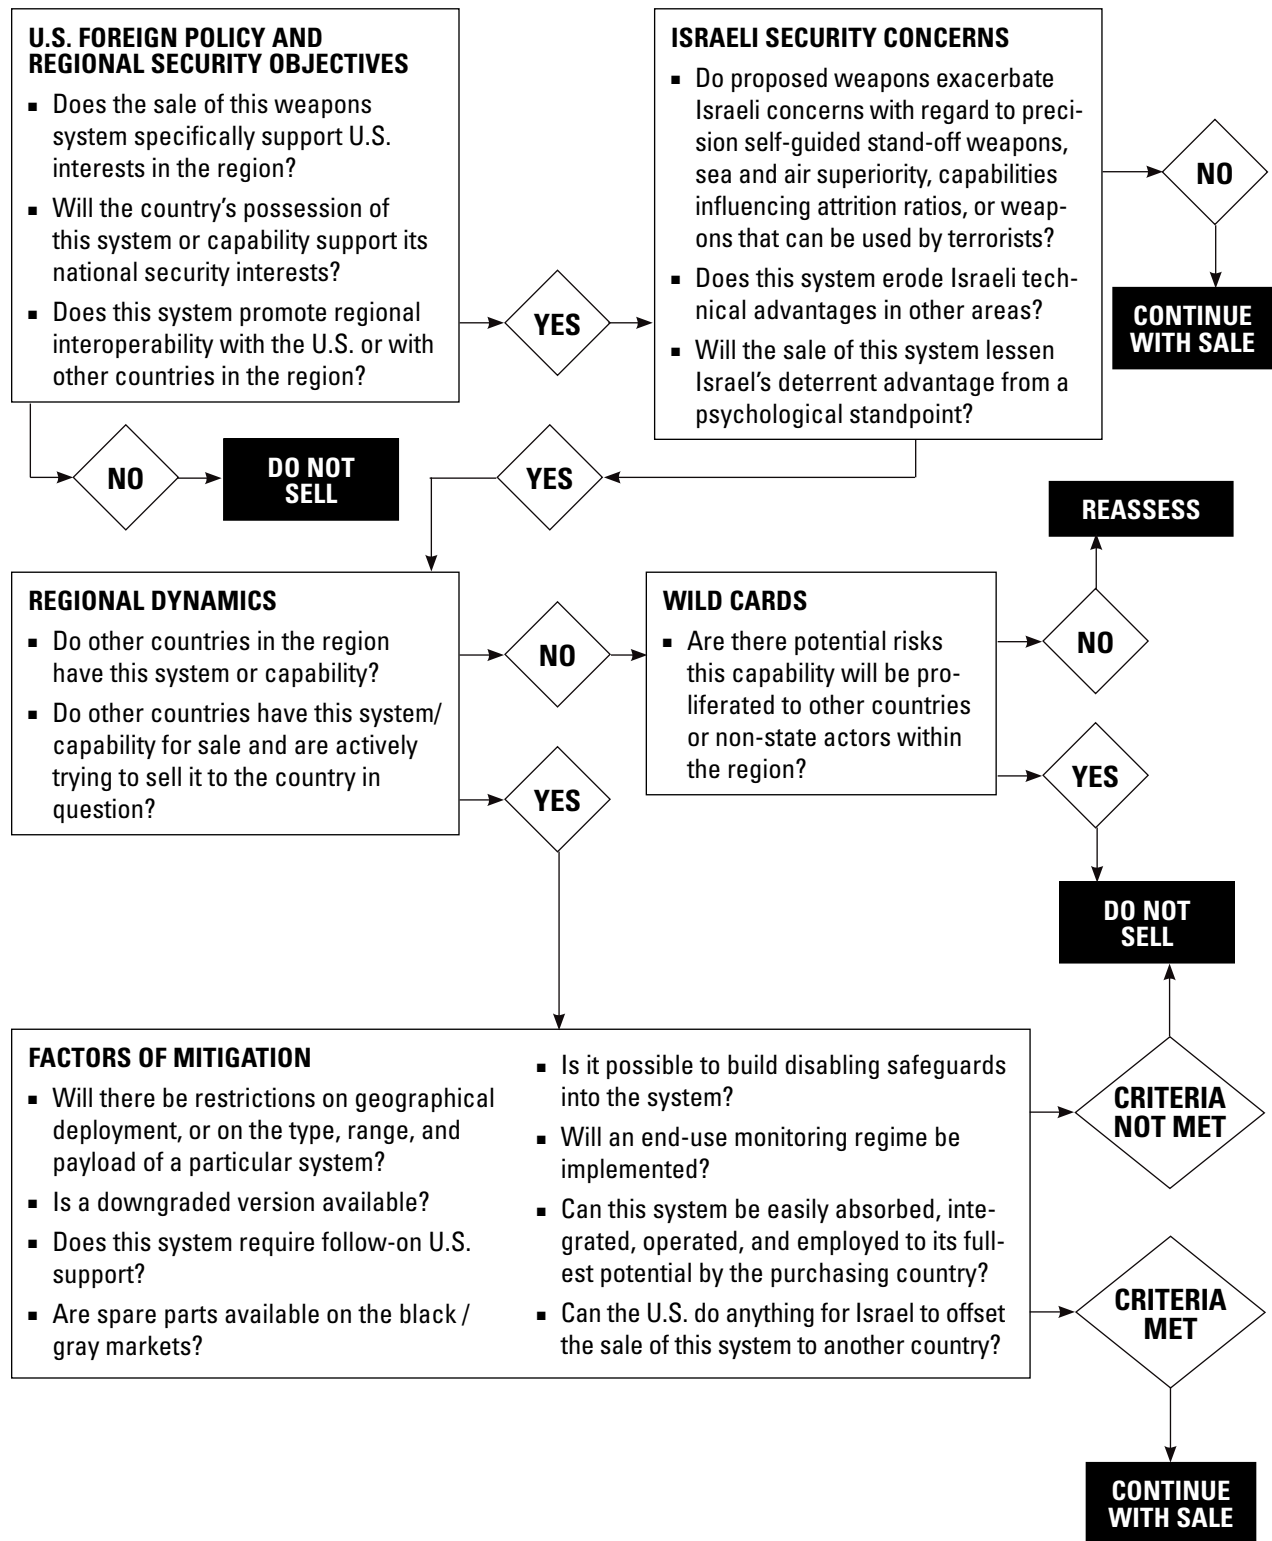 U.S. FOREIGN POLICY AND
REGIONAL SECURITY OBJECTIVES
▪ Does the sale of this weapons
system specifically support U.S.
interests in the region?
▪ Will the country's possession of
this system or capability support its
national security interests?
▪ Does this system promote regional
interoperability with the U.S. or with
other countries in the region?
YES
ISRAELI SECURITY CONCERNS
▪ Do proposed weapons exacerbate
Israeli concerns with regard to preci-
sion self-guided stand-off weapons,
sea and air superiority, capabilities
influencing attrition ratios, or weap-
ons that can be used by terrorists?
▪ Does this system erode Israeli tech-
nical advantages in other areas?
▪ Will the sale of this system lessen
Israel's deterrent advantage from a
psychological standpoint?
NO
CONTINUE
WITH SALE
NO
DO NOT
SELL
YES
REGIONAL DYNAMICS
▪ Do other countries in the region
have this system or capability?
▪ Do other countries have this system/
capability for sale and are actively
trying to sell it to the country in
question?
NO
YES
WILD CARDS
▪ Are there potential risks
this capability will be pro-
liferated to other countries
or non-state actors within
the region?
REASSESS
NO
YES
DO NOT
SELL
FACTORS OF MITIGATION
▪ Will there be restrictions on geographical
deployment, or on the type, range, and
payload of a particular system?
▪ Is a downgraded version available?
▪ Does this system require follow-on U.S.
support?
▪ Are spare parts available on the black /
gray markets?
▪ Is it possible to build disabling safeguards
into the system?
▪ Will an end-use monitoring regime be
implemented?
▪ Can this system be easily absorbed, inte-
grated, operated, and employed to its full-
est potential by the purchasing country?
▪ Can the U.S. do anything for Israel to offset
the sale of this system to another country?
CRITERIA
NOT MET
CRITERIA
MET
CONTINUE
WITH SALE